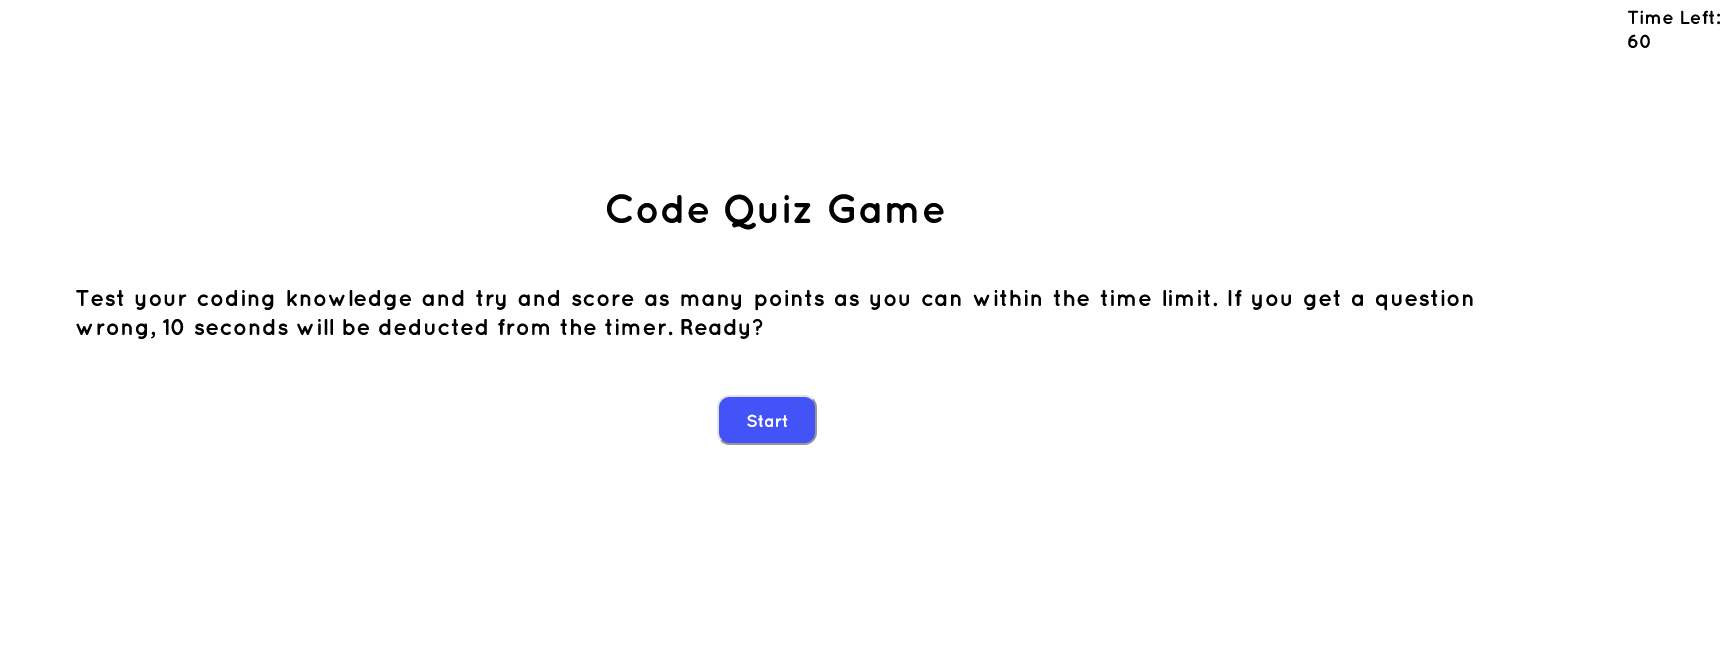 Time Left:
60
Code Quiz Game
Test your coding knowledge and try and score as many points as you can within the time limit. If you get a question
wrong, 10 seconds will be deducted from the timer. Ready?
Start